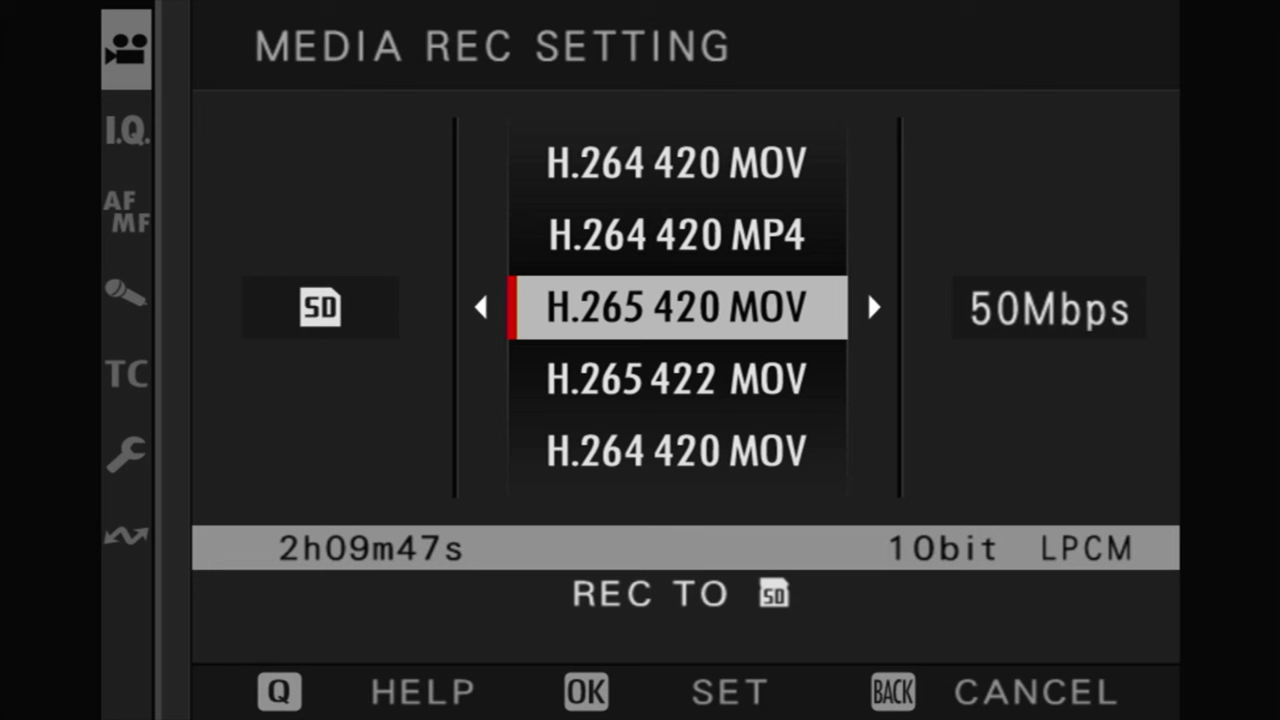 MEDIA REC SETTING
I.Q.
AF
MF
TC
H.264 420 MOV
H.264 420 MP4
SD
H.265 420 MOV
50Mbps
H.265 422 MOV
H.264 420 MOV
2h09m47s 10bit LPCM
REC TO SD
Q HELP OK SET BACK CANCEL